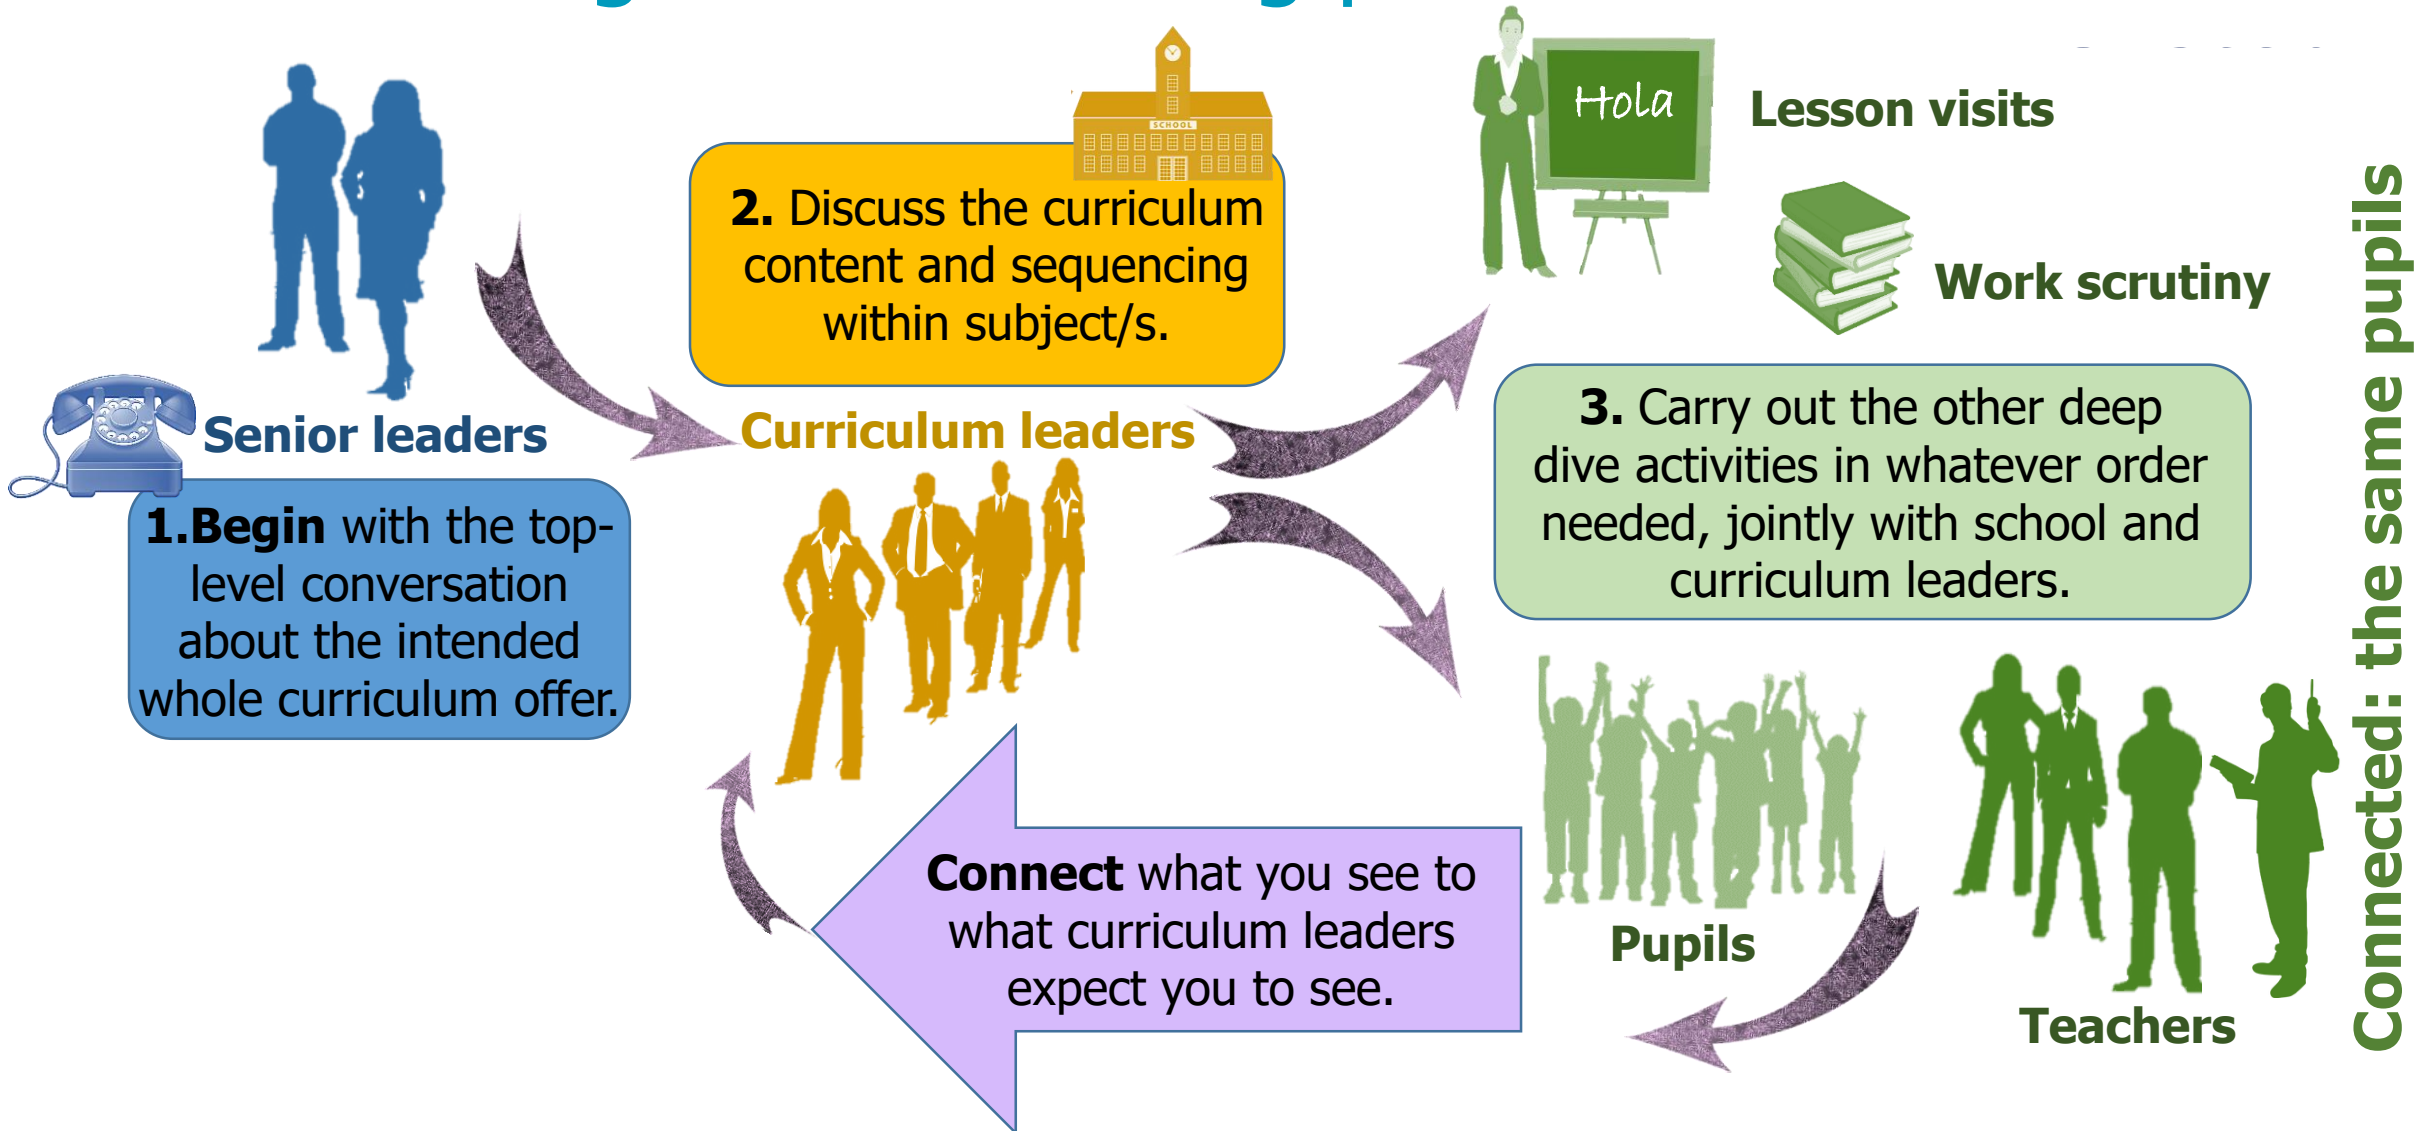 Hola
SCHOOL
Lesson visits
Work scrutiny
2. Discuss the curriculum
content and sequencing
within subject/s.
Senior leaders
Curriculum leaders
1.Begin with the top-
level conversation
about the intended
whole curriculum offer.
3. Carry out the other deep
dive activities in whatever order
needed, jointly with school and
curriculum leaders.
Connect what you see to
what curriculum leaders
expect you to see.
Pupils
Teachers
Connected: the same pupils